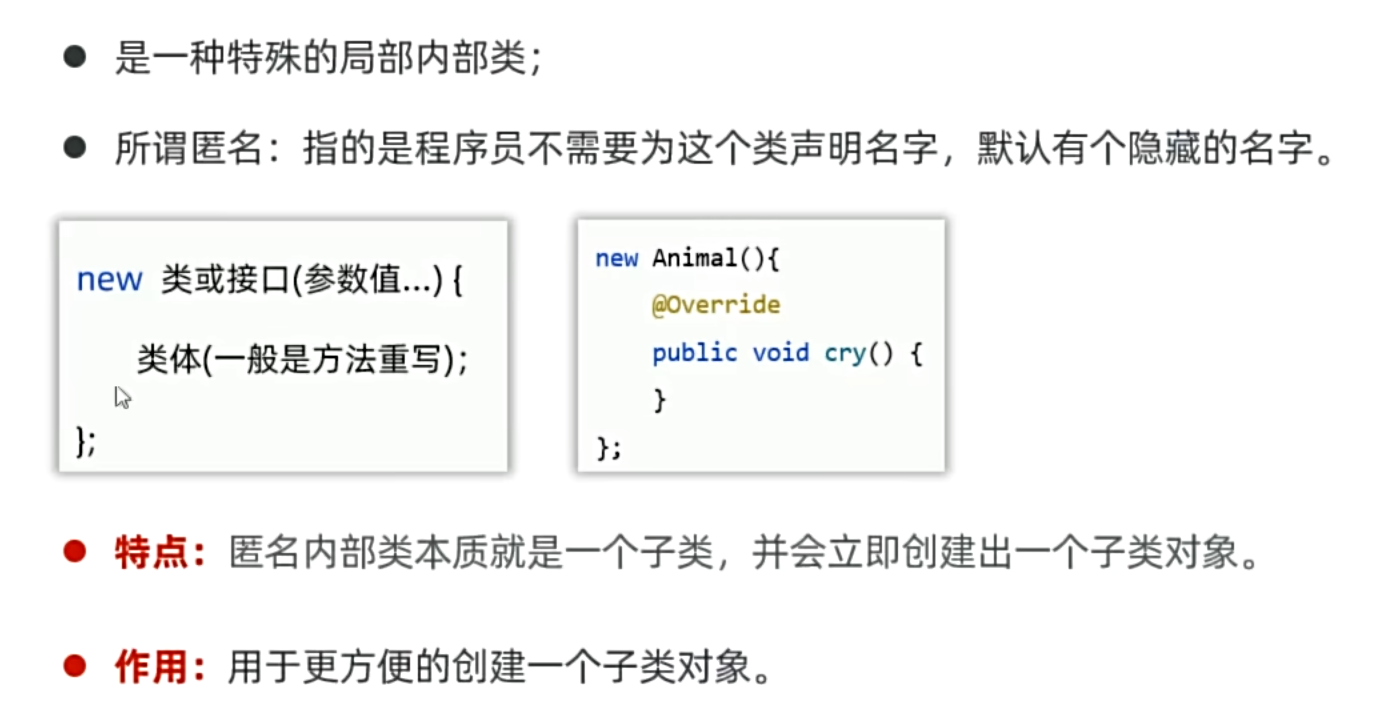 是一种特殊的局部内部类；
所谓匿名：指的是程序员不需要为这个类声明名字，默认有个隐藏的名字。
new 类或接口(参数值…) {
类体(一般是方法重写);
};
new Animal(){
@Override
public void cry() {
}
};
特点：匿名内部类本质就是一个子类，并会立即创建出一个子类对象。
作用：用于更方便的创建一个子类对象。